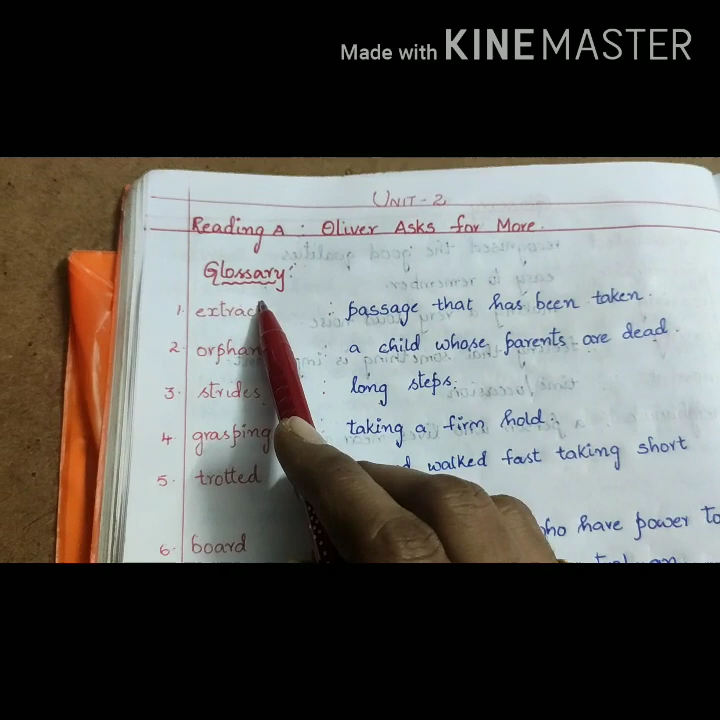 Made with KINEMASTER
UNIT-2
Reading A : Oliver Asks for More.
Glossary:
1. extrac : passage that has been taken.
2. orphan : a child whose parents are dead.
3. strides : long steps.
4. grasping : taking a firm hold.
5. trotted walked fast taking short
who have power to
6. board